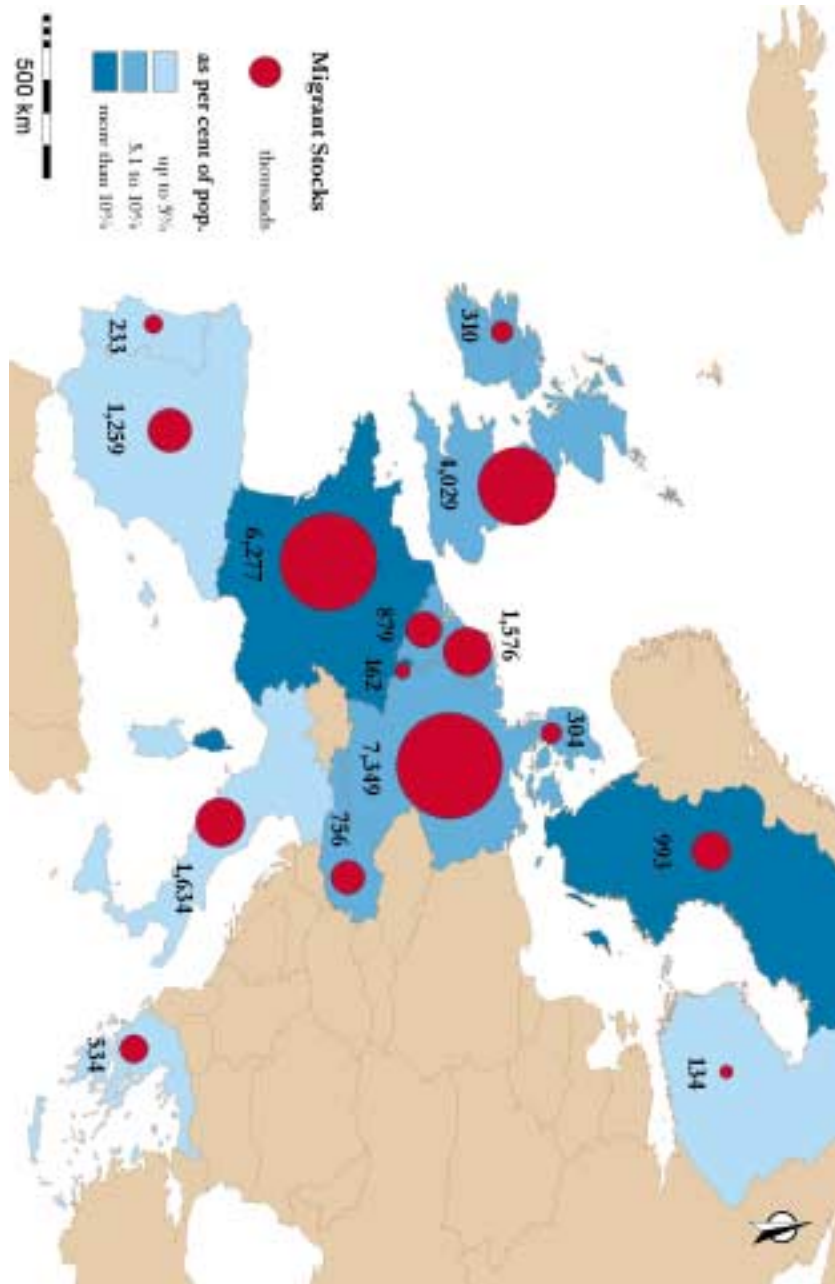 Migrant Stocks
thousands
as per cent of pop.
up to 5%
5.1 to 10%
more than 10%
500 km
310
4,029
233
1,259
6,277
879
162
1,576
304
7,349
756
1,634
993
134
534